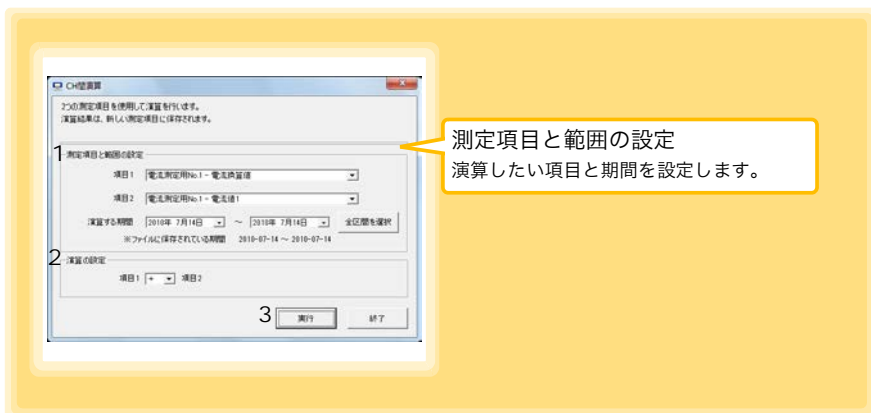 CH間演算
2つの測定項目を使用して演算を行います。
演算結果は、新しい測定項目に保存されます。
1 測定項目と範囲の設定
項目1 電流測定用No.1 - 電流換算値
項目2 電流測定用No.1 - 電流値1
演算する期間 2010年 7月14日 ～ 2010年 7月14日 全区間を選択
※ファイルに保存されている期間 2010-07-14 ～ 2010-07-14
2 演算の設定
項目1 + 項目2
3 実行 終了
測定項目と範囲の設定
演算したい項目と期間を設定します。